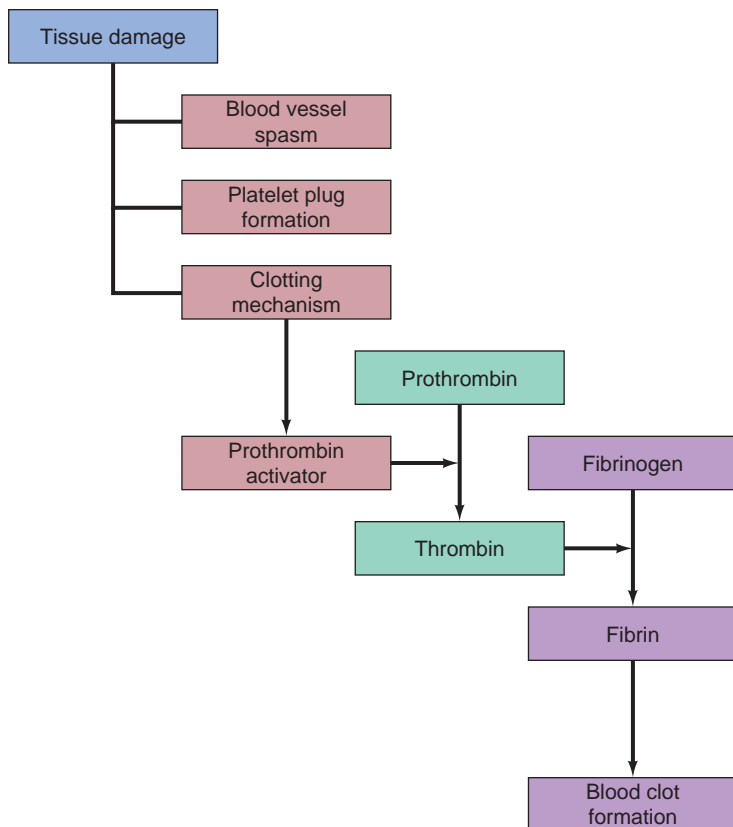 Tissue damage
Blood vessel
spasm
Platelet plug
formation
Clotting
mechanism
Prothrombin
Prothrombin
activator
Fibrinogen
Thrombin
Fibrin
Blood clot
formation